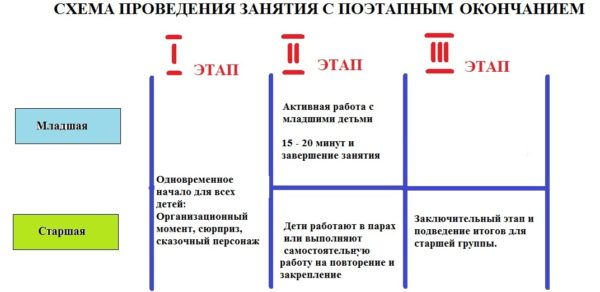 СХЕМА ПРОВЕДЕНИЯ ЗАНЯТИЯ С ПОЭТАПНЫМ ОКОНЧАНИЕМ
I ЭТАП
II ЭТАП
III ЭТАП
Младшая
Активная работа с
младшими детьми
15 - 20 минут и
завершение занятия
Старшая
Одновременное
начало для всех
детей:
Организационный
момент, сюрприз,
сказочный персонаж
Дети работают в парах
или выполняют
самостоятельную
работу на повторение и
закрепление
Заключительный этап и
подведение итогов для
старшей группы.